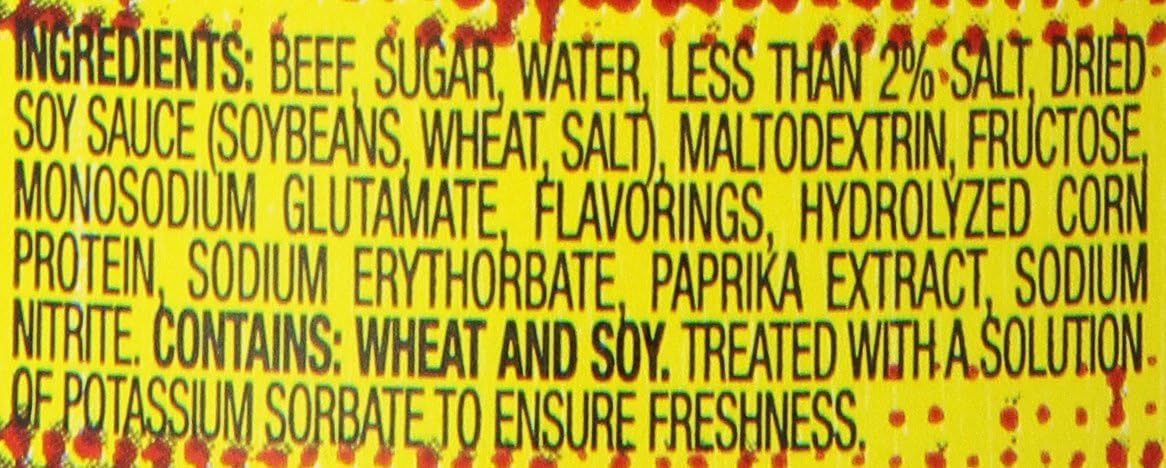 INGREDIENTS: BEEF, SUGAR, WATER, LESS THAN 2% SALT, DRIED
SOY SAUCE (SOYBEANS, WHEAT, SALT), MALTODEXTRIN, FRUCTOSE,
MONOSODIUM GLUTAMATE, FLAVORINGS, HYDROLYZED CORN
PROTEIN, SODIUM ERYTHORBATE, PAPRIKA EXTRACT, SODIUM
NITRITE. CONTAINS: WHEAT AND SOY. TREATED WITH A SOLUTION
OF POTASSIUM SORBATE TO ENSURE FRESHNESS.